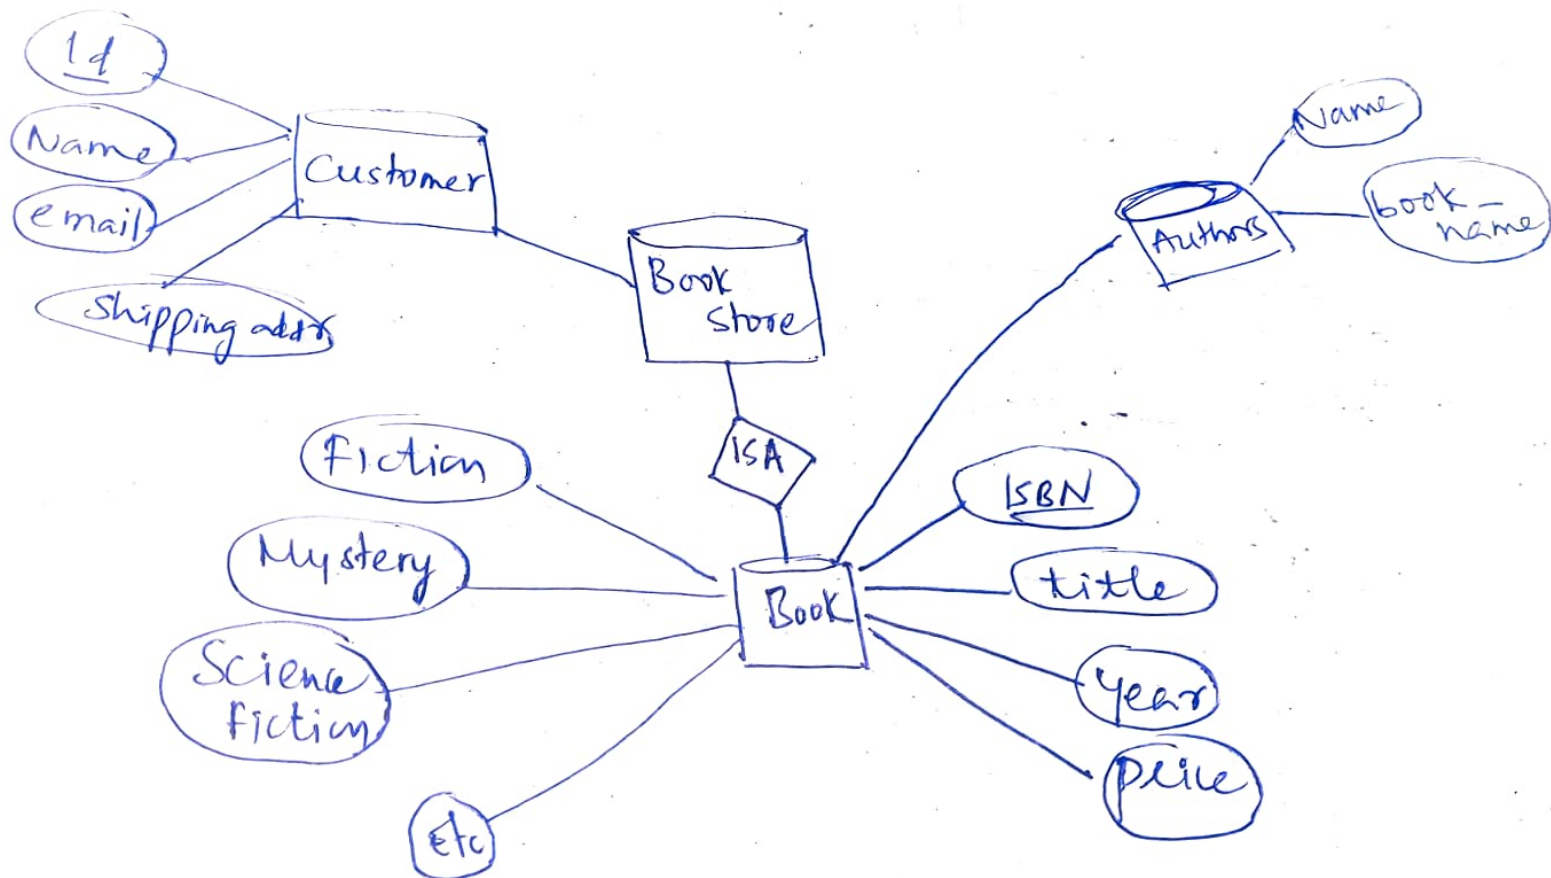 Id
Name
email
Shipping addr
Customer
Book
Store
Authors
Name
book_
name
ISA
Fiction
Mystery
Science
fiction
etc
Book
ISBN
title
year
price